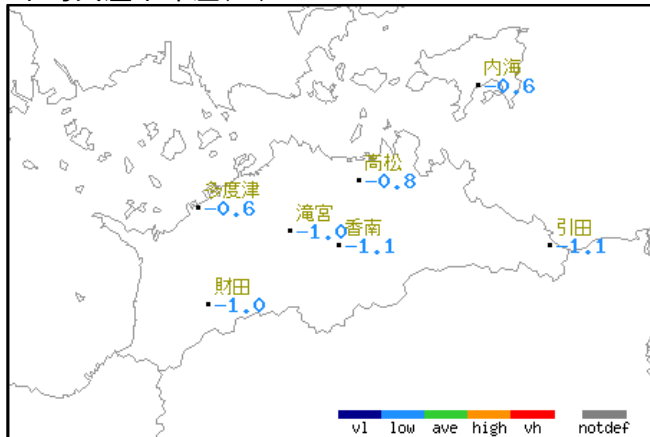 内海
-0.6
高松
-0.8
多度津
-0.6
滝宮
-1.0
香南
-1.1
引田
-1.1
財田
-1.0
vl low ave high vh notdef